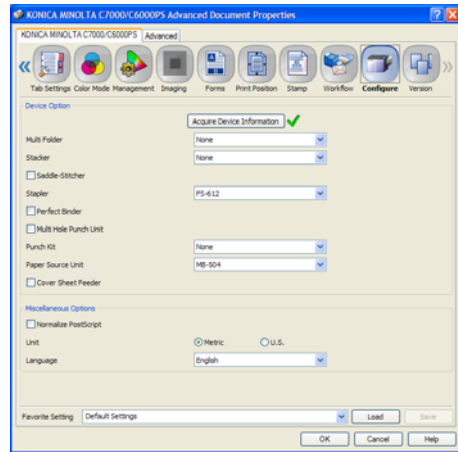 KONICA MINOLTA C7000/C6000PS Advanced Document Properties
KONICA MINOLTA C7000/C6000PS Advanced
Tab Settings Color Mode Management Imaging Forms Print Position Stamp Workflow Configure Version
Device Option
Acquire Device Information
Multi Folder None
Stacker None
Saddle-Stitcher
Stapler FS-612
Perfect Binder
Multi Hole Punch Unit
Punch Kit None
Paper Source Unit MB-504
Cover Sheet Feeder
Miscellaneous Options
Normalize PostScript
Unit Metric U.S.
Language English
Favorite Setting Default Settings Load Save
OK Cancel Help